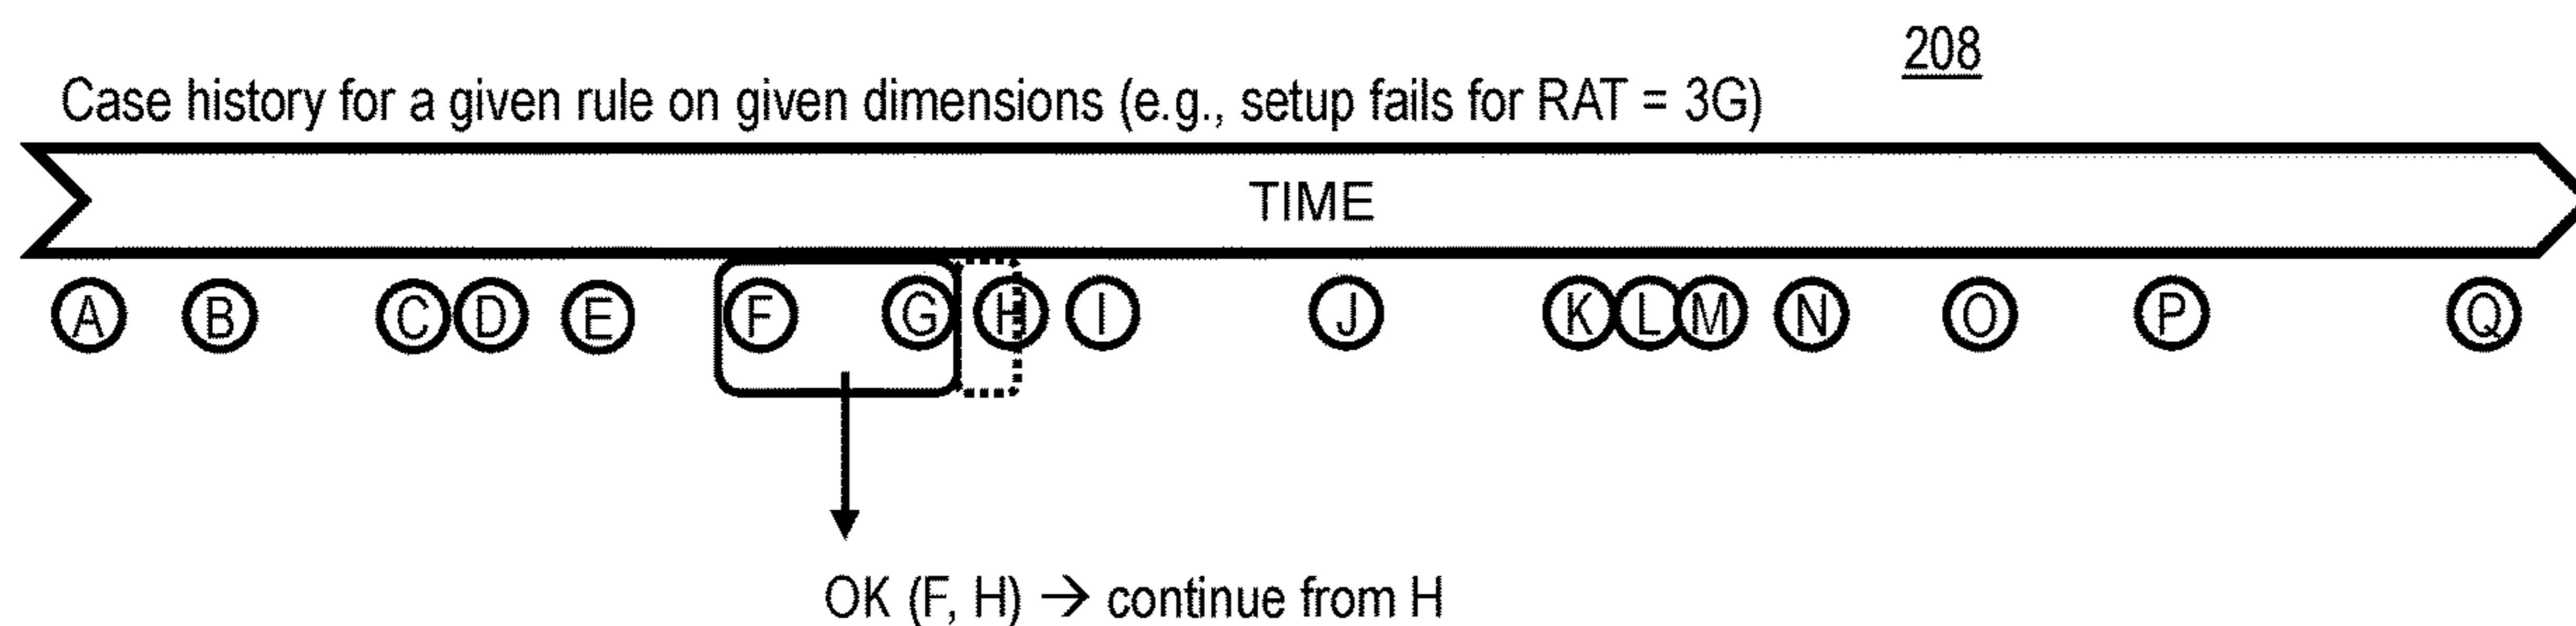 208
Case history for a given rule on given dimensions (e.g., setup fails for RAT = 3G)
TIME
A B C D E F G H I J K L M N O P Q
OK (F, H) → continue from H